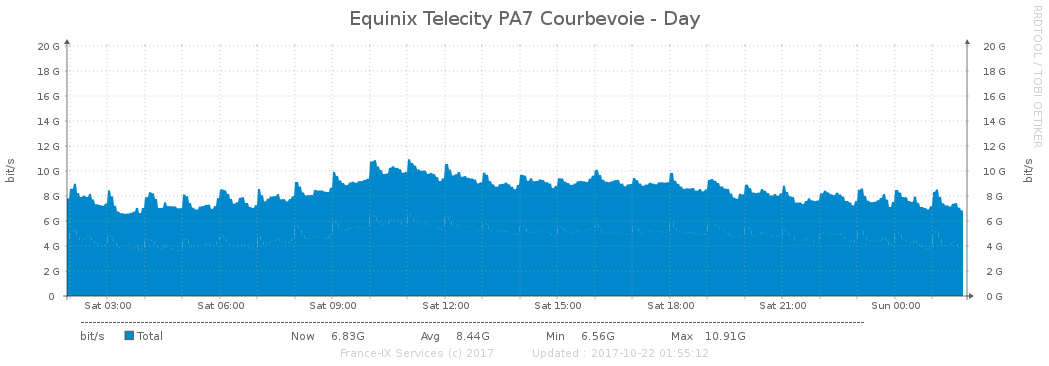 Equinix Telecity PA7 Courbevoie - Day
RRDTOOL / TOBI OETIKER
bit/s
bit/s
20 G 20 G
18 G 18 G
16 G 16 G
14 G 14 G
12 G 12 G
10 G 10 G
8 G 8 G
6 G 6 G
4 G 4 G
2 G 2 G
0 0 G
Sat 03:00 Sat 06:00 Sat 09:00 Sat 12:00 Sat 15:00 Sat 18:00 Sat 21:00 Sun 00:00
bit/s Total Now 6.83G Avg 8.44G Min 6.56G Max 10.91G
France-IX Services (c) 2017 Updated : 2017-10-22 01:55:12